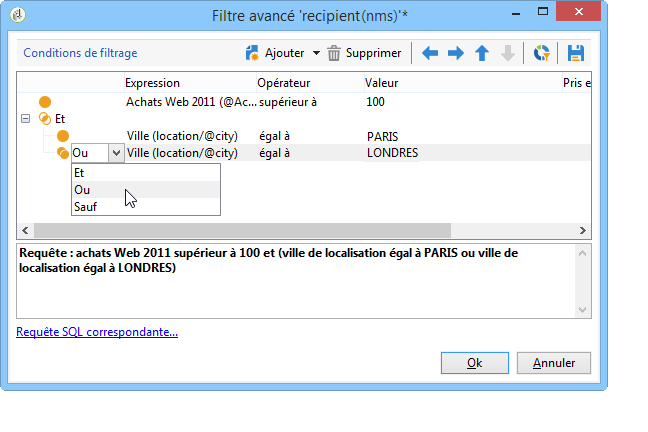 Filtre avancé 'recipient(nms)'*
Conditions de filtrage Ajouter Supprimer
Expression Opérateur Valeur Pris e
Achats Web 2011 (@Ac... supérieur à 100
Et
Ville (location/@city) égal à PARIS
Ou Ville (location/@city) égal à LONDRES
Et
Ou
Sauf
Requête : achats Web 2011 supérieur à 100 et (ville de localisation égal à PARIS ou ville de
localisation égal à LONDRES)
Requête SQL correspondante...
Ok Annuler